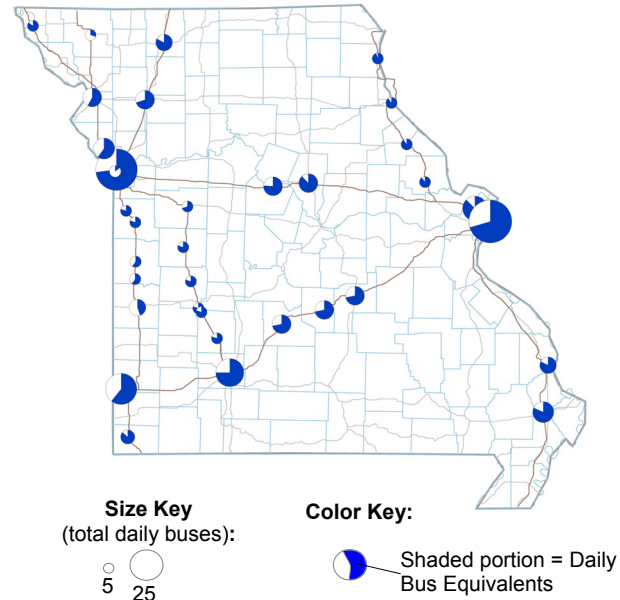 Size Key
(total daily buses):
5 25
Color Key:
Shaded portion = Daily
Bus Equivalents